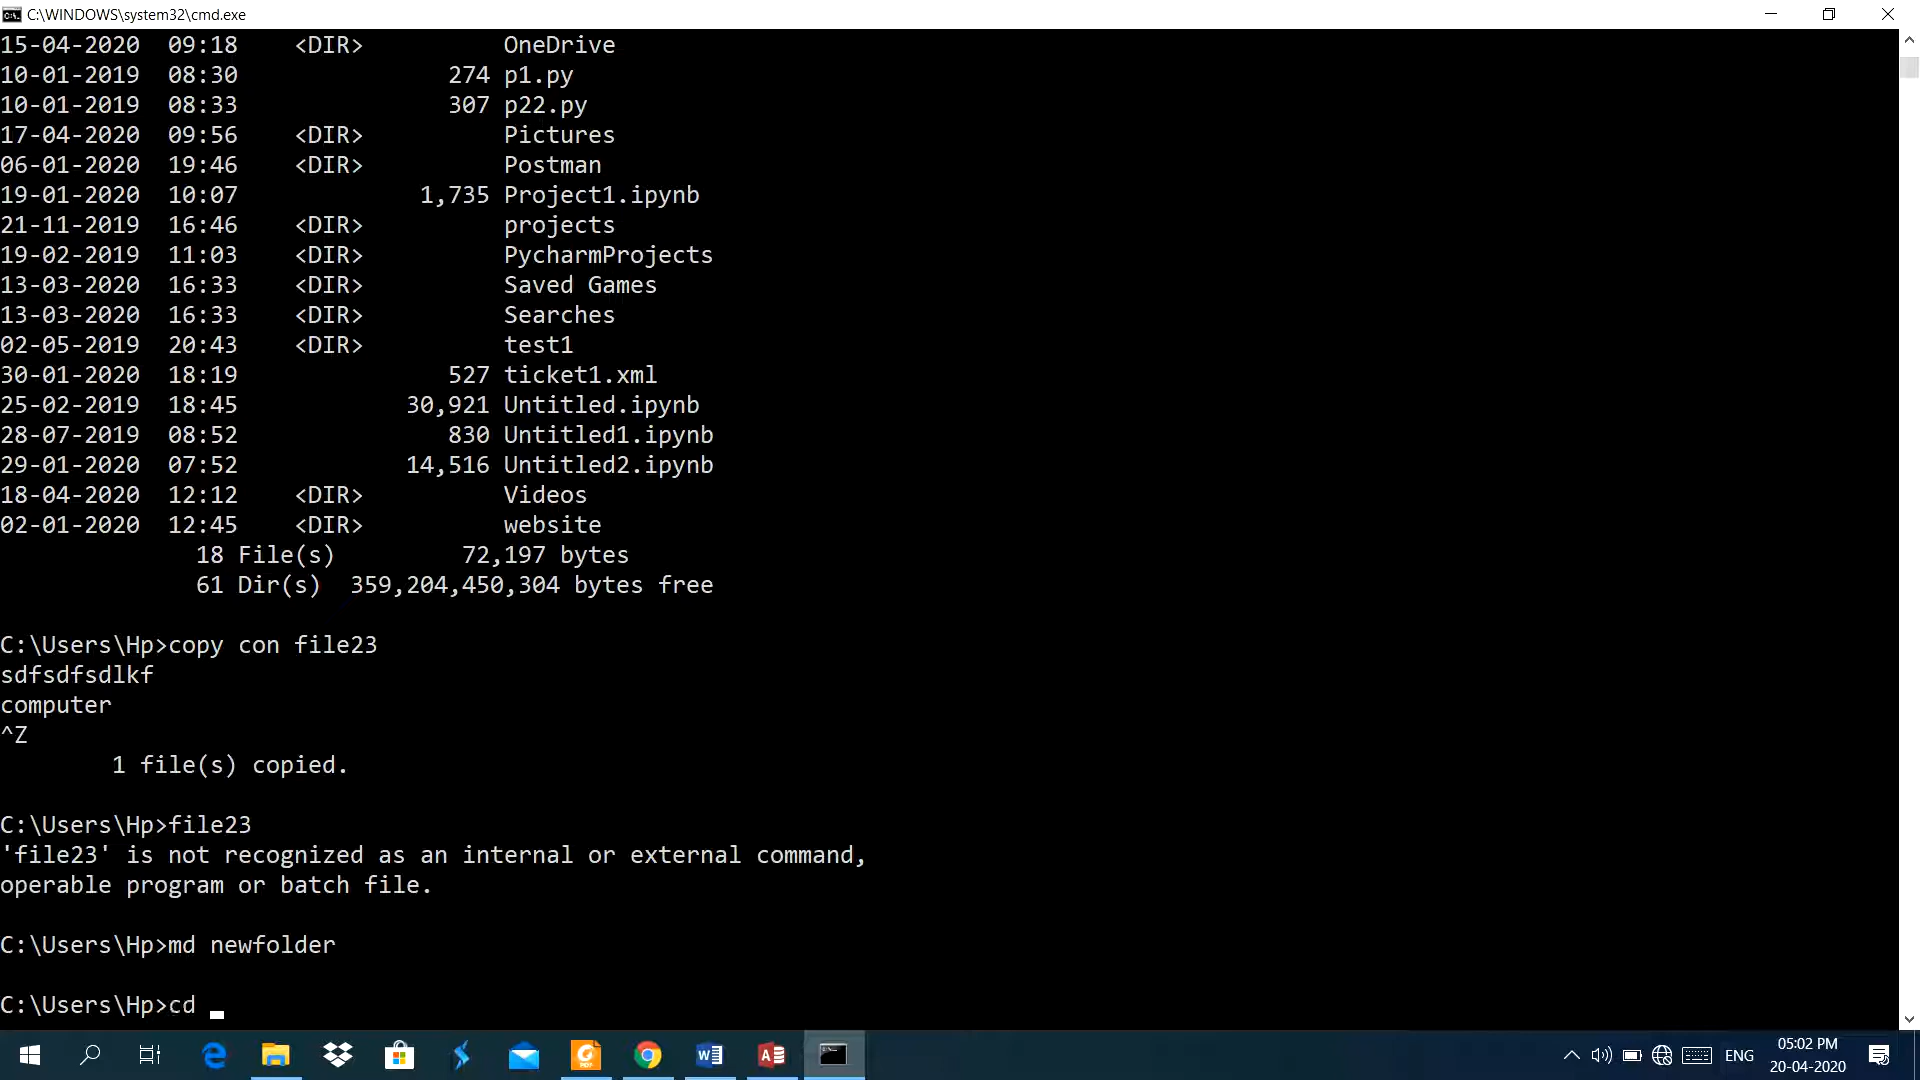 C:\WINDOWS\system32\cmd.exe
15-04-2020  09:18    <DIR>          OneDrive
10-01-2019  08:30               274 p1.py
10-01-2019  08:33               307 p22.py
17-04-2020  09:56    <DIR>          Pictures
06-01-2020  19:46    <DIR>          Postman
19-01-2020  10:07             1,735 Project1.ipynb
21-11-2019  16:46    <DIR>          projects
19-02-2019  11:03    <DIR>          PycharmProjects
13-03-2020  16:33    <DIR>          Saved Games
13-03-2020  16:33    <DIR>          Searches
02-05-2019  20:43    <DIR>          test1
30-01-2020  18:19               527 ticket1.xml
25-02-2019  18:45            30,921 Untitled.ipynb
28-07-2019  08:52               830 Untitled1.ipynb
29-01-2020  07:52            14,516 Untitled2.ipynb
18-04-2020  12:12    <DIR>          Videos
02-01-2020  12:45    <DIR>          website
              18 File(s)         72,197 bytes
              61 Dir(s)  359,204,450,304 bytes free
C:\Users\Hp>copy con file23
sdfsdfsdlkf
computer
^Z
        1 file(s) copied.
C:\Users\Hp>file23
'file23' is not recognized as an internal or external command,
operable program or batch file.
C:\Users\Hp>md newfolder
C:\Users\Hp>cd _
ENG
05:02 PM
20-04-2020